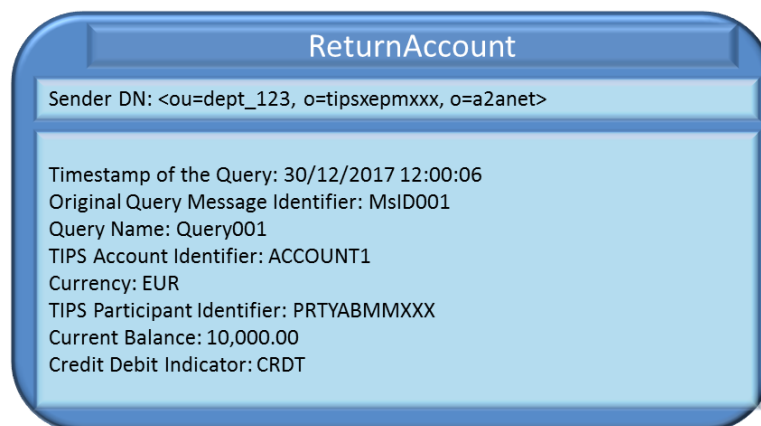 ReturnAccount
Sender DN: <ou=dept_123, o=tipsxepmxxx, o=a2anet>
Timestamp of the Query: 30/12/2017 12:00:06
Original Query Message Identifier: MsID001
Query Name: Query001
TIPS Account Identifier: ACCOUNT1
Currency: EUR
TIPS Participant Identifier: PRTYABMMXXX
Current Balance: 10,000.00
Credit Debit Indicator: CRDT